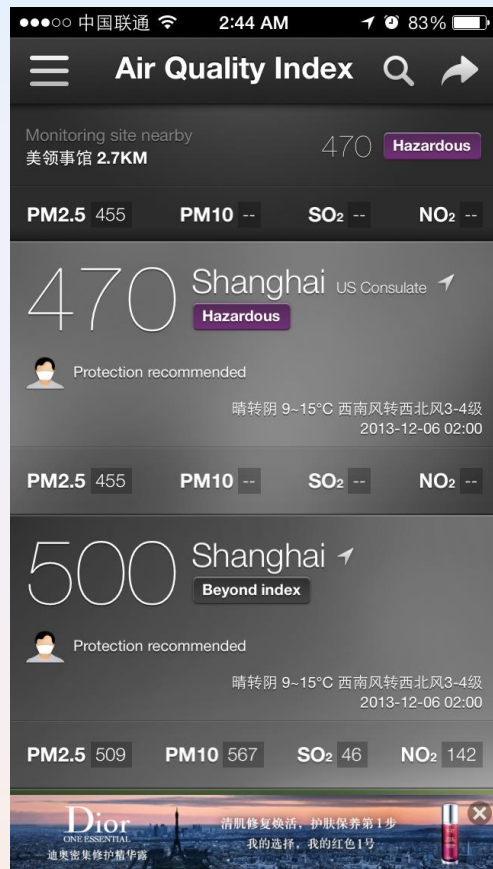 中国联通 2:44 AM 83%
Air Quality Index
Monitoring site nearby
美领事馆 2.7KM
470 Hazardous
PM2.5 455 PM10 -- SO₂ -- NO₂ --
470 Shanghai US Consulate
Hazardous
Protection recommended
晴转阴 9~15°C 西南风转西北风3-4级
2013-12-06 02:00
PM2.5 455 PM10 -- SO₂ -- NO₂ --
500 Shanghai
Beyond index
Protection recommended
晴转阴 9~15°C 西南风转西北风3-4级
2013-12-06 02:00
PM2.5 509 PM10 567 SO₂ 46 NO₂ 142
Dior
ONE ESSENTIAL
迪奥密集修护精华露
清肌修复焕活，护肤保养第1步
我的选择，我的红色1号